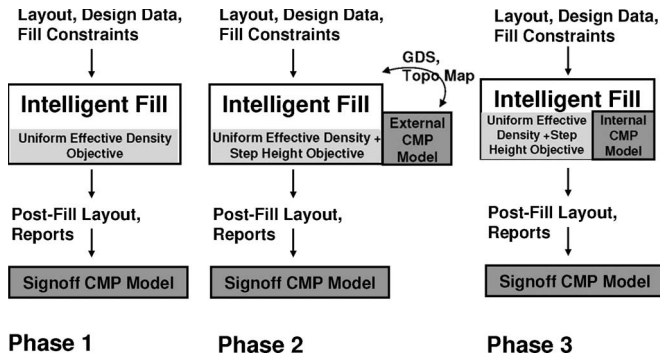 Layout, Design Data,
Fill Constraints
Intelligent Fill
Uniform Effective Density
Objective
Post-Fill Layout,
Reports
Signoff CMP Model
Phase 1
Layout, Design Data,
Fill Constraints
GDS,
Topo Map
Intelligent Fill
Uniform Effective Density +
Step Height Objective
External
CMP
Model
Post-Fill Layout,
Reports
Signoff CMP Model
Phase 2
Layout, Design Data,
Fill Constraints
Intelligent Fill
Uniform Effective
Density +Step
Height Objective
Internal
CMP
Model
Post-Fill Layout,
Reports
Signoff CMP Model
Phase 3